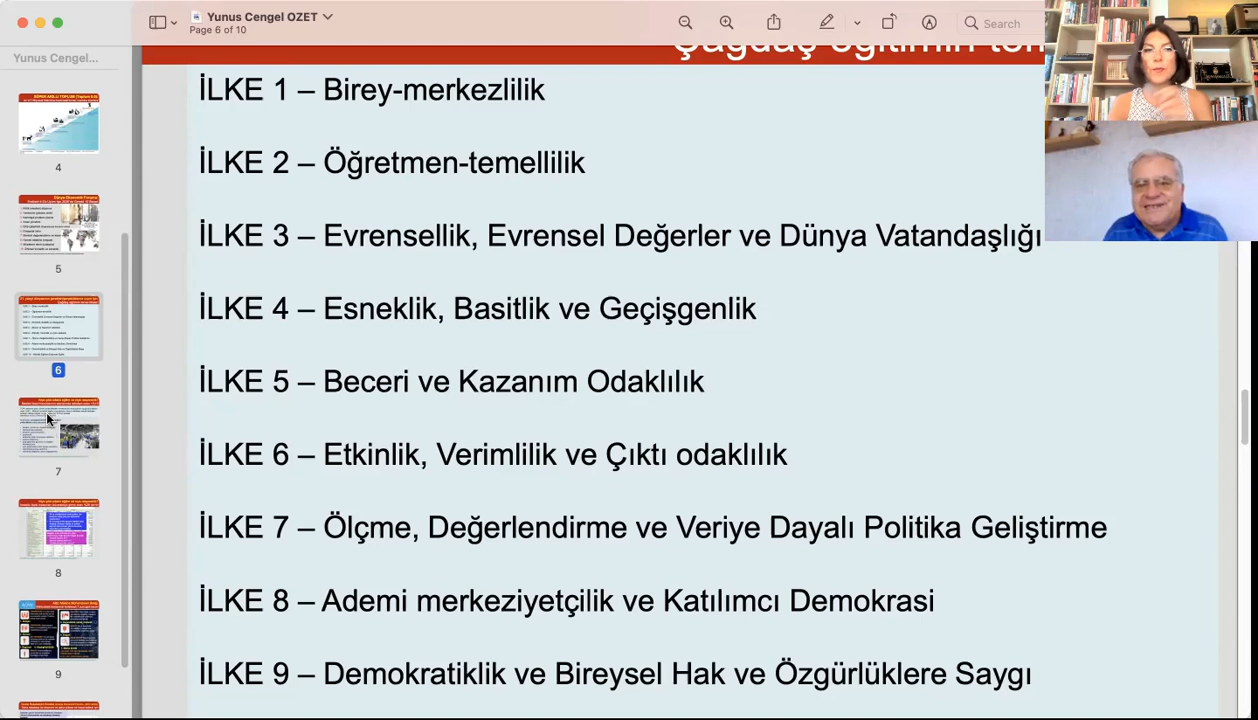 Yunus Cengel OZET
Page 6 of 10
Search
Yunus Cengel...
4
5
6
7
8
9
Çağdaş eğitimin tem
İLKE 1 – Birey-merkezlilik
İLKE 2 – Öğretmen-temellilik
İLKE 3 – Evrensellik, Evrensel Değerler ve Dünya Vatandaşlığı
İLKE 4 – Esneklik, Basitlik ve Geçişgenlik
İLKE 5 – Beceri ve Kazanım Odaklılık
İLKE 6 – Etkinlik, Verimlilik ve Çıktı odaklılık
İLKE 7 – Ölçme, Değerlendirme ve Veriye Dayalı Politika Geliştirme
İLKE 8 – Ademi merkeziyetçilik ve Katılımcı Demokrasi
İLKE 9 – Demokratiklik ve Bireysel Hak ve Özgürlüklere Saygı